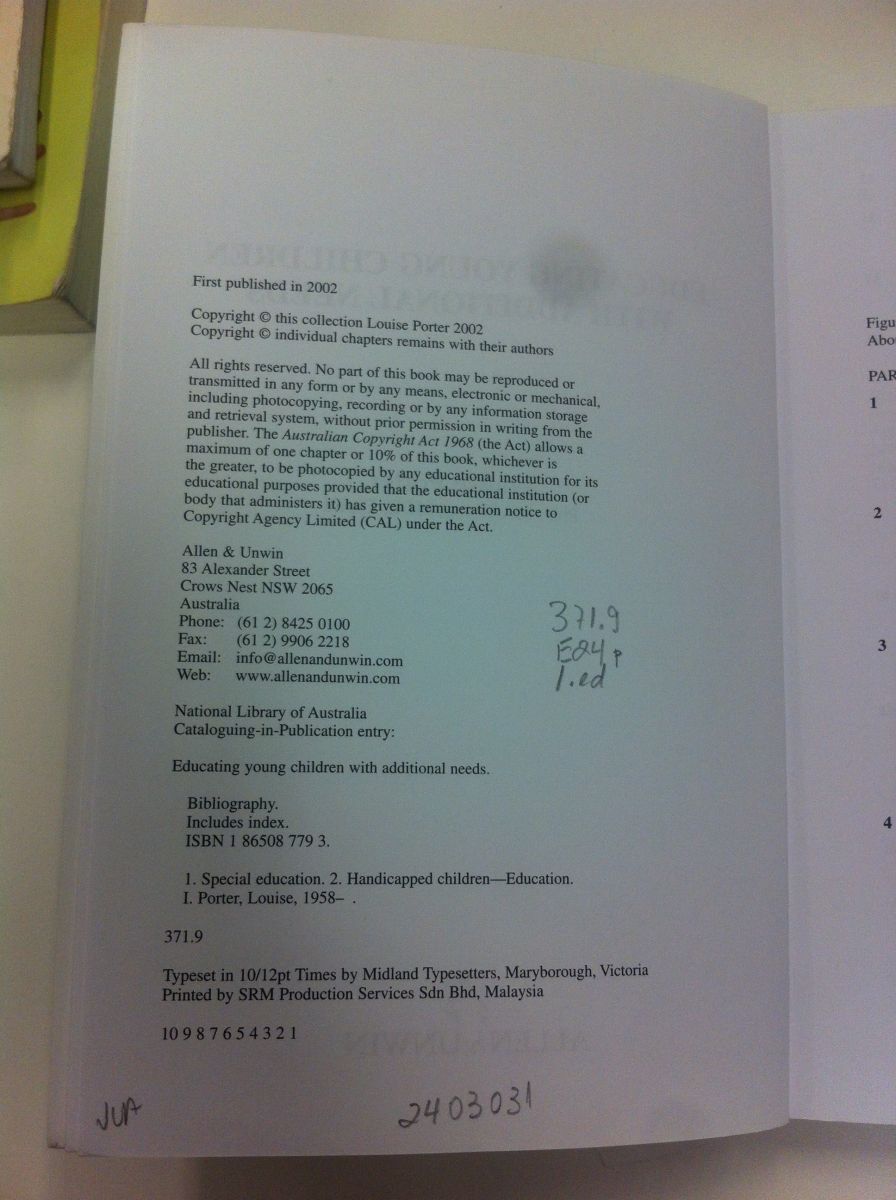 First published in 2002
Copyright © this collection Louise Porter 2002
Copyright © individual chapters remains with their authors
All rights reserved. No part of this book may be reproduced or
transmitted in any form or by any means, electronic or mechanical,
including photocopying, recording or by any information storage
and retrieval system, without prior permission in writing from the
publisher. The Australian Copyright Act 1968 (the Act) allows a
maximum of one chapter or 10% of this book, whichever is
the greater, to be photocopied by any educational institution for its
educational purposes provided that the educational institution (or
body that administers it) has given a remuneration notice to
Copyright Agency Limited (CAL) under the Act.
Allen & Unwin
83 Alexander Street
Crows Nest NSW 2065
Australia
Phone: (61 2) 8425 0100
Fax: (61 2) 9906 2218
Email: info@allenandunwin.com
Web: www.allenandunwin.com
371.9
E24p
1.ed
National Library of Australia
Cataloguing-in-Publication entry:
Educating young children with additional needs.
Bibliography.
Includes index.
ISBN 1 86508 779 3.
1. Special education. 2. Handicapped children—Education.
I. Porter, Louise, 1958– .
371.9
Typeset in 10/12pt Times by Midland Typesetters, Maryborough, Victoria
Printed by SRM Production Services Sdn Bhd, Malaysia
10 9 8 7 6 5 4 3 2 1
2403031
Figu
Abo
PAR
1
2
3
4